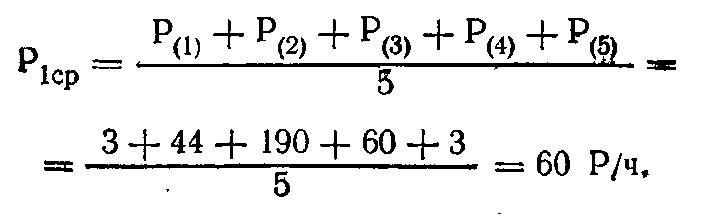 P₁ср = (P₍₁₎ + P₍₂₎ + P₍₃₎ + P₍₄₎ + P₍₅₎) / 5 =
= (3 + 44 + 190 + 60 + 3) / 5 = 60 Р/ч.